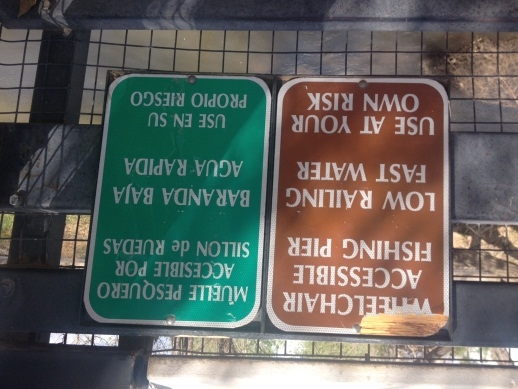 WHEELCHAIR
ACCESSIBLE
FISHING PIER
LOW RAILING
FAST WATER
USE AT YOUR
OWN RISK
MUELLE PESQUERO
ACCESIBLE POR
SILLON de RUEDAS
BARANDA BAJA
AGUA RAPIDA
USE EN SU
PROPIO RIESGO